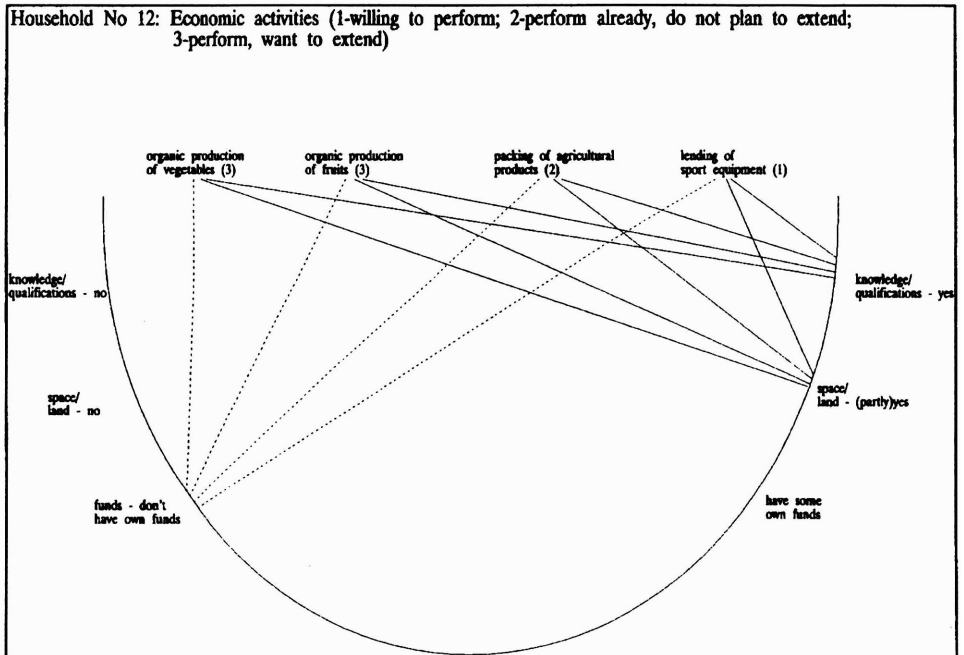 Household No 12: Economic activities (1-willing to perform; 2-perform already, do not plan to extend;
3-perform, want to extend)
organic production
of vegetables (3)
organic production
of fruits (3)
packing of agricultural
products (2)
lending of
sport equipment (1)
knowledge/
qualifications - no
knowledge/
qualifications - yes
space/
land - no
space/
land - (partly)yes
funds - don't
have own funds
have some
own funds